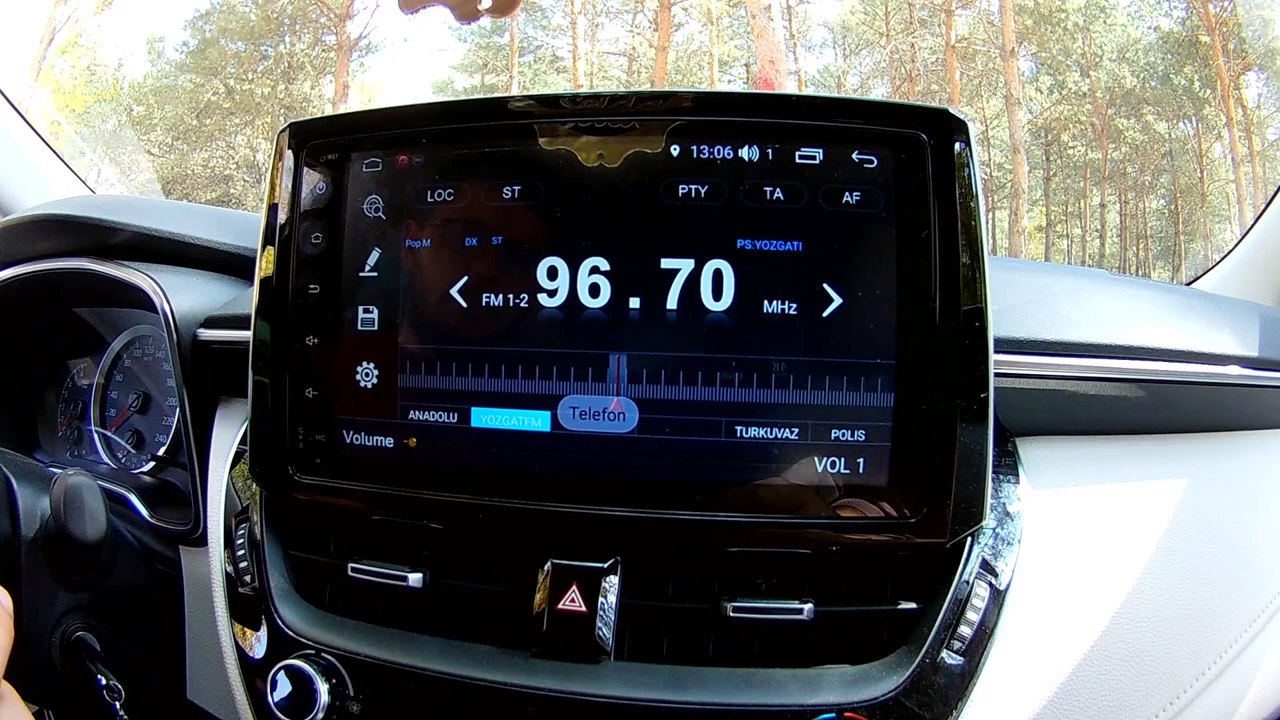 RST
13:06 1
LOC ST PTY TA AF
Pop M DX ST PS:YOZGATI
FM 1-2 96.70 MHz
ANADOLU YOZGATFM Telefon TURKUVAZ POLIS
Volume
VOL 1